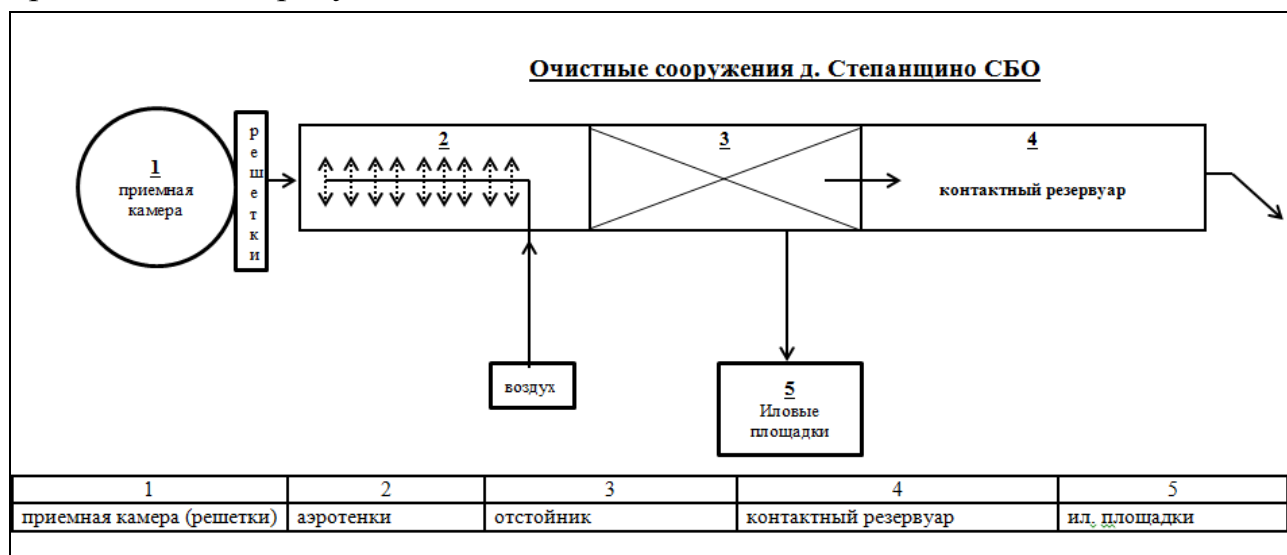 Очистные сооружения д. Степанщино СБО
1
приемная
камера
р
е
ш
е
т
к
и
2
3
4
контактный резервуар
воздух
5
Иловые
площадки
1 2 3 4 5
приемная камера (решетки) аэротенки отстойник контактный резервуар ил. площадки